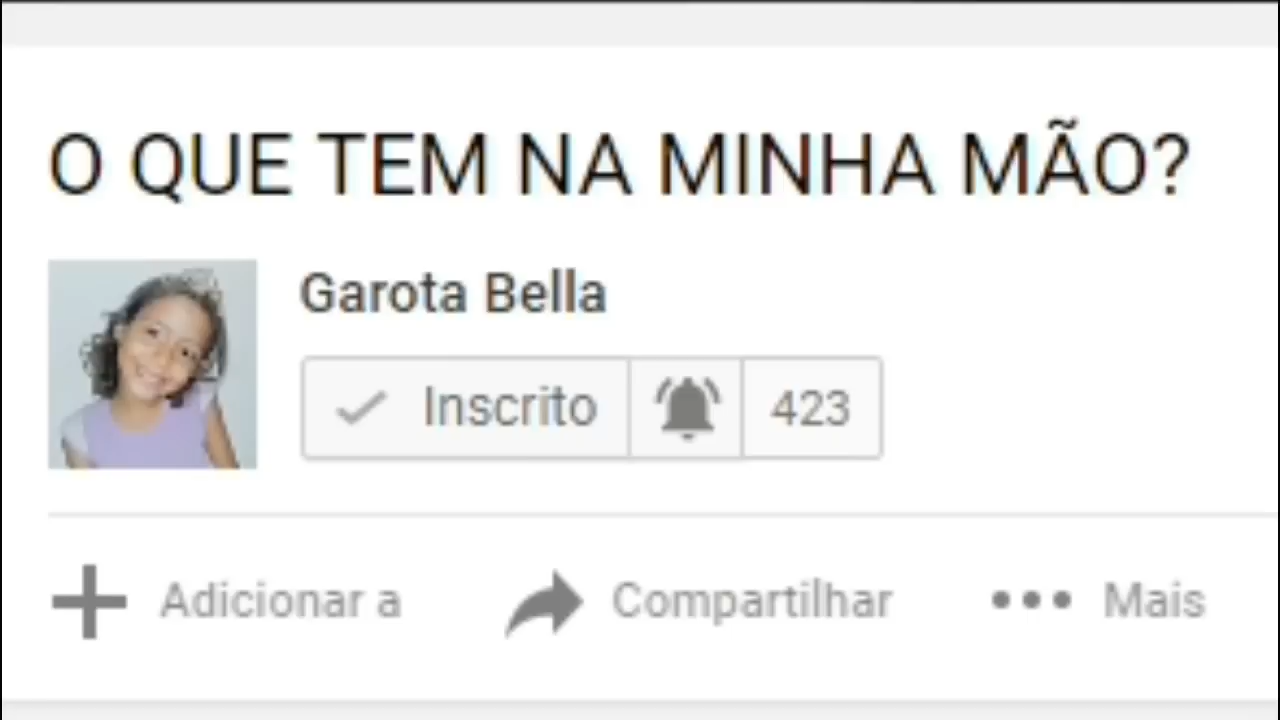 O QUE TEM NA MINHA MÃO?
Garota Bella
Inscrito 423
Adicionar a Compartilhar Mais